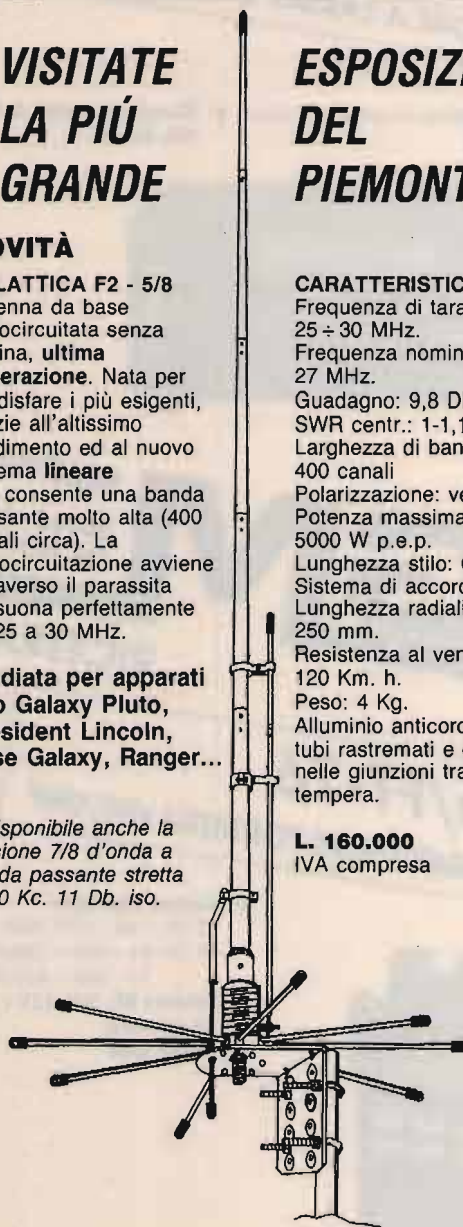 VISITATE
LA PIÚ
GRANDE
OVITÀ
LATTICA F2 - 5/8
enna da base
ocircuitata senza
ina, ultima
erazione. Nata per
disfare i più esigenti,
zie all'altissimo
dimento ed al nuovo
ema lineare
consente una banda
sante molto alta (400
ali circa). La
ocircuitazione avviene
averso il parassita
suona perfettamente
25 a 30 MHz.
diata per apparati
o Galaxy Pluto,
esident Lincoln,
se Galaxy, Ranger...
isponibile anche la
sione 7/8 d'onda a
da passante stretta
0 Kc. 11 Db. iso.
ESPOSIZI
DEL
PIEMONT
CARATTERISTIC
Frequenza di tara
25 ÷ 30 MHz.
Frequenza nomin
27 MHz.
Guadagno: 9,8 D
SWR centr.: 1-1,1
Larghezza di ban
400 canali
Polarizzazione: ve
Potenza massima
5000 W p.e.p.
Lunghezza stilo:
Sistema di accord
Lunghezza radial
250 mm.
Resistenza al ven
120 Km. h.
Peso: 4 Kg.
Alluminio anticoro
tubi rastremati e
nelle giunzioni tra
tempera.
L. 160.000
IVA compresa